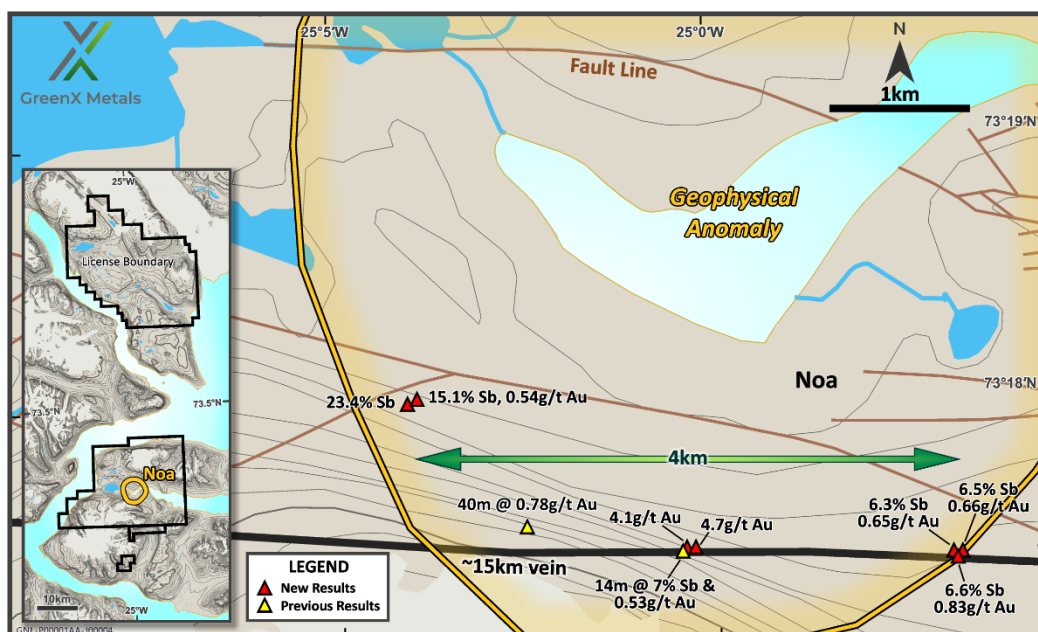 GreenX Metals
25°5'W
25°0'W
N
Fault Line
1km
73°19'N
Geophysical
Anomaly
25°W
License Boundary
73.5°N
73.5°N
Noa
10km
25°W
Noa
73°18'N
23.4% Sb
15.1% Sb, 0.54g/t Au
4km
40m @ 0.78g/t Au
4.1g/t Au
4.7g/t Au
6.3% Sb
0.65g/t Au
6.5% Sb
0.66g/t Au
~15km vein
14m @ 7% Sb &
0.53g/t Au
6.6% Sb
0.83g/t Au
LEGEND
New Results
Previous Results